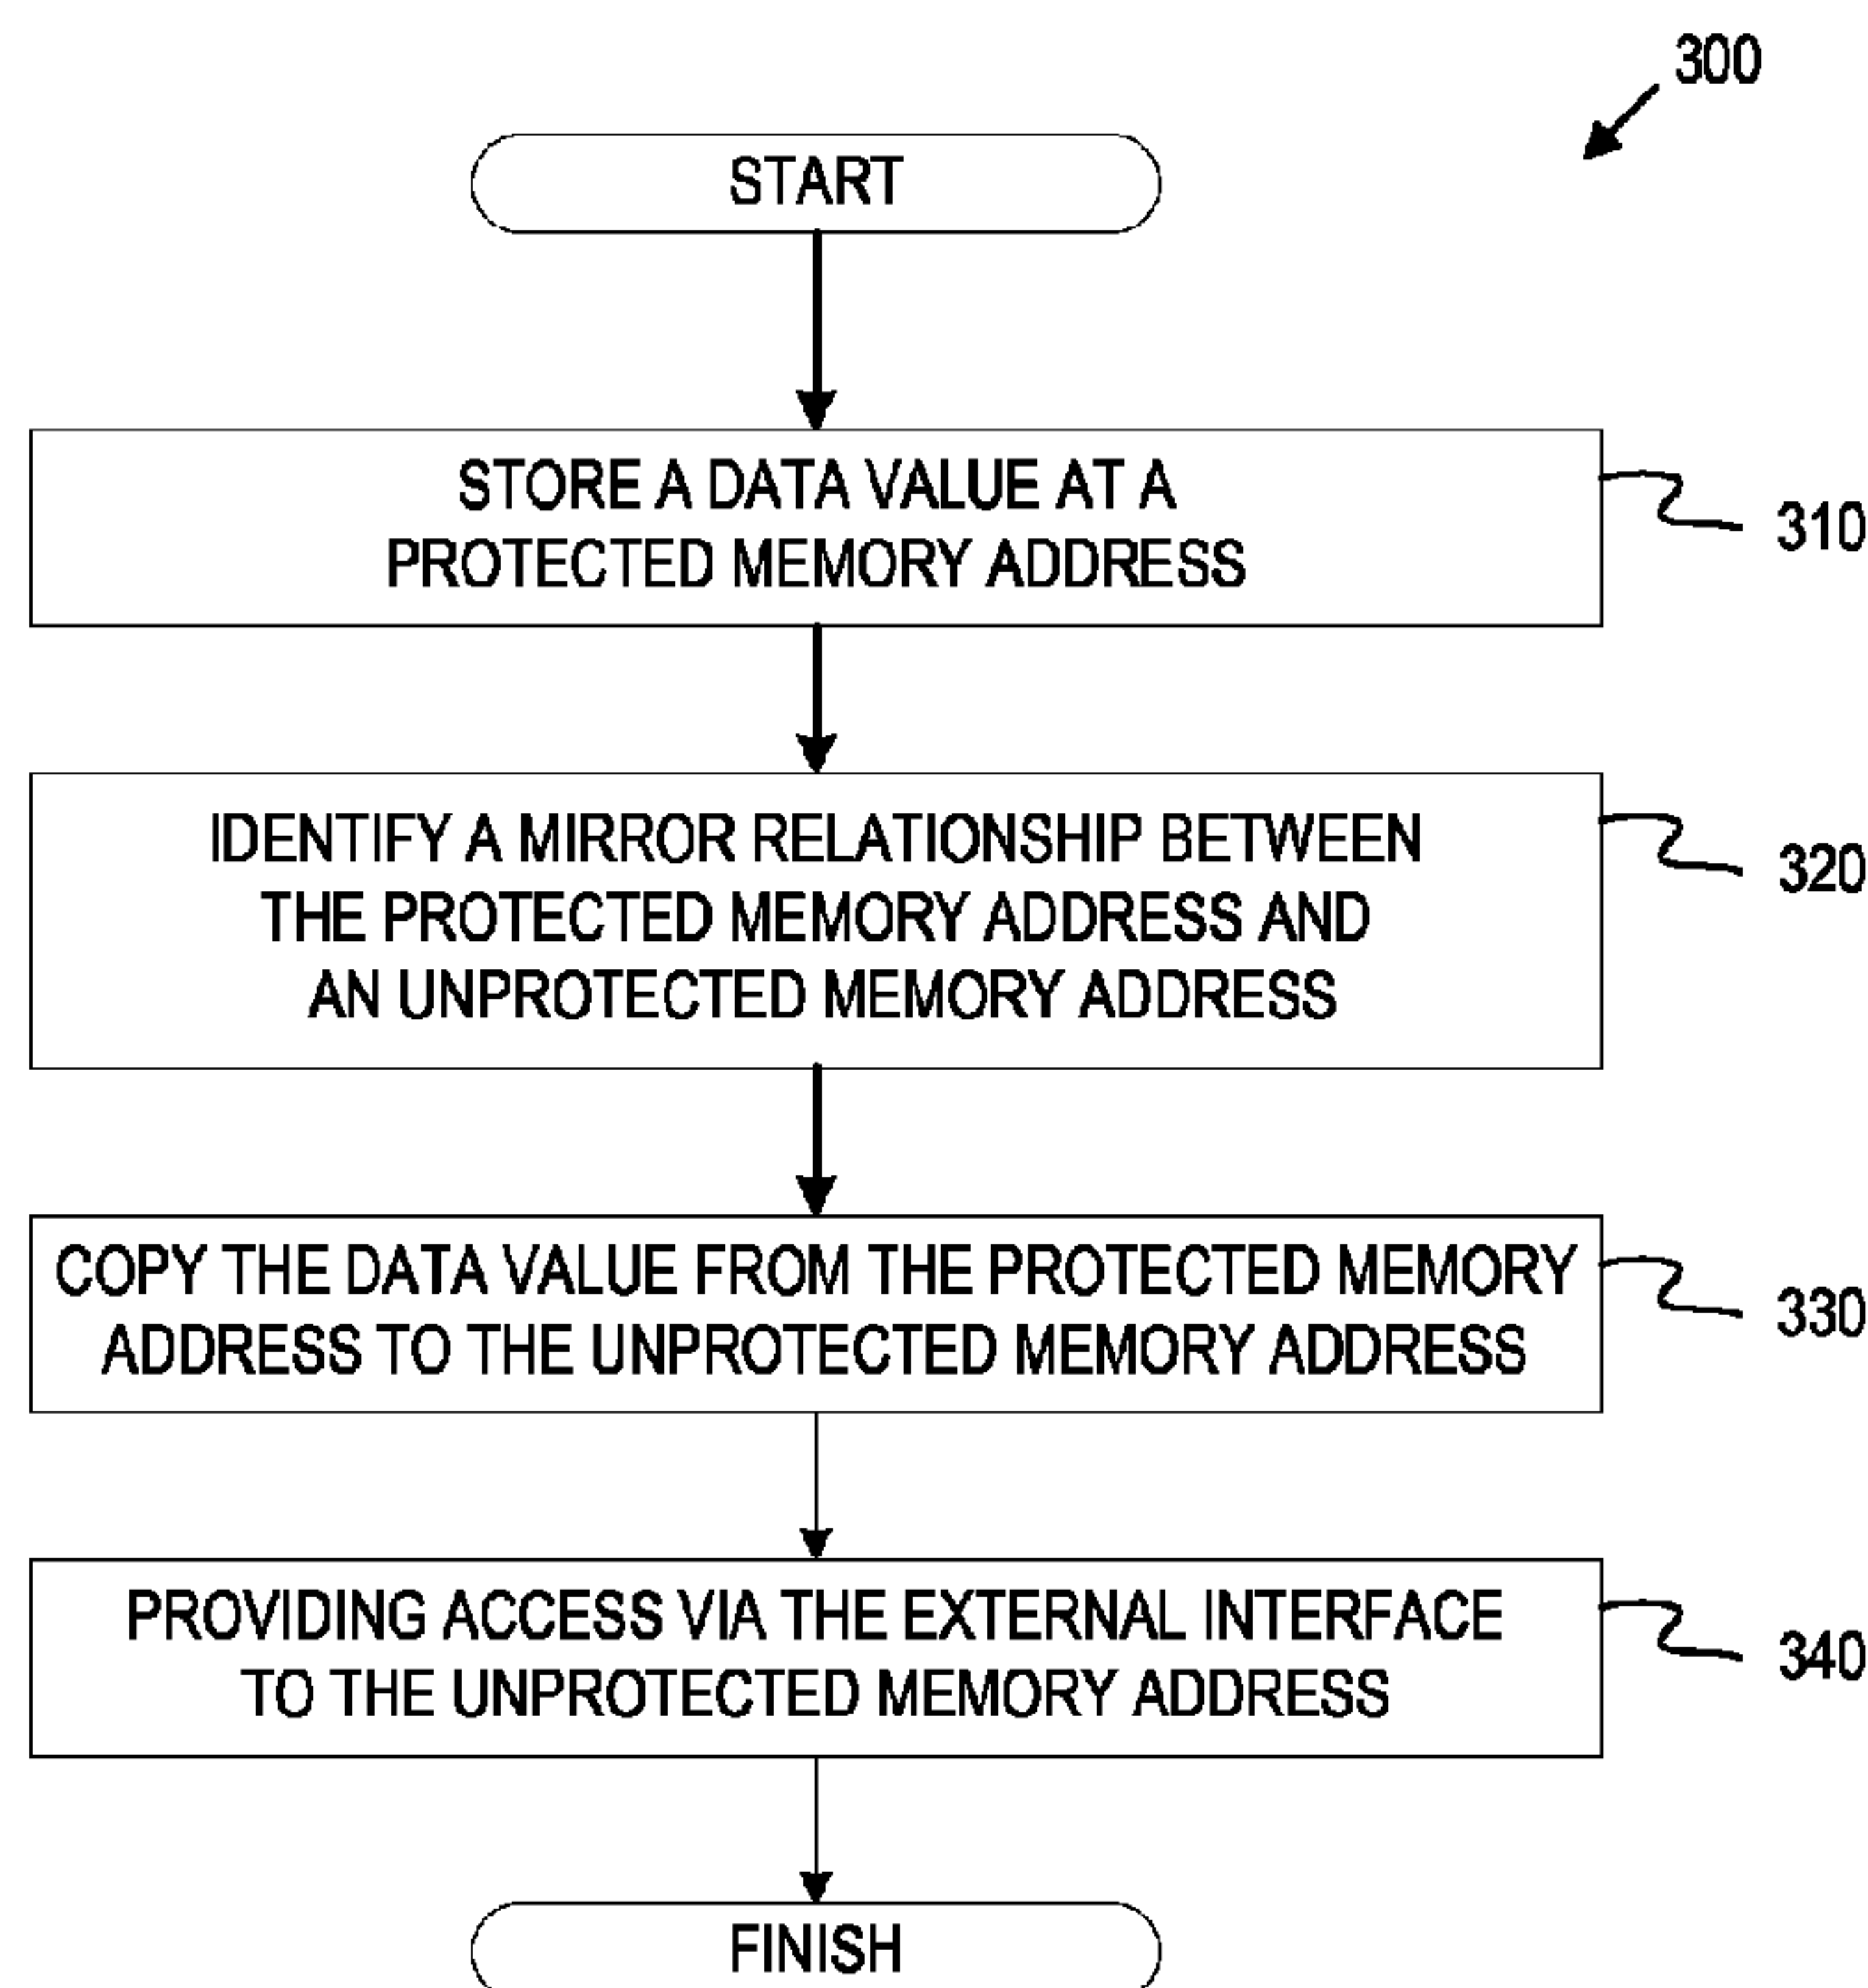 300
START
STORE A DATA VALUE AT A
PROTECTED MEMORY ADDRESS
310
IDENTIFY A MIRROR RELATIONSHIP BETWEEN
THE PROTECTED MEMORY ADDRESS AND
AN UNPROTECTED MEMORY ADDRESS
320
COPY THE DATA VALUE FROM THE PROTECTED MEMORY
ADDRESS TO THE UNPROTECTED MEMORY ADDRESS
330
PROVIDING ACCESS VIA THE EXTERNAL INTERFACE
TO THE UNPROTECTED MEMORY ADDRESS
340
FINISH